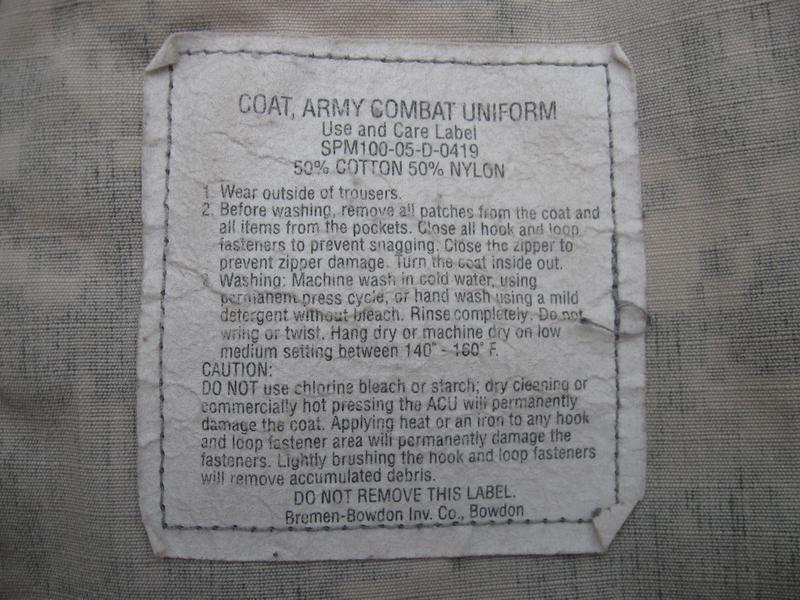 COAT, ARMY COMBAT UNIFORM
Use and Care Label
SPM100-05-D-0419
50% COTTON 50% NYLON
1. Wear outside of trousers.
2. Before washing, remove all patches from the coat and
all items from the pockets. Close all hook and loop
fasteners to prevent snagging. Close the zipper to
prevent zipper damage. Turn the coat inside out.
3. Washing: Machine wash in cold water, using
permanent press cycle, or hand wash using a mild
detergent without bleach. Rinse completely. Do not
wring or twist. Hang dry or machine dry on low
medium setting between 140° - 160° F.
CAUTION:
DO NOT use chlorine bleach or starch; dry cleaning or
commercially hot pressing the ACU will permanently
damage the coat. Applying heat or an iron to any hook
and loop fastener area will permanently damage the
fasteners. Lightly brushing the hook and loop fasteners
will remove accumulated debris.
DO NOT REMOVE THIS LABEL.
Bremen-Bowdon Inv. Co., Bowdon